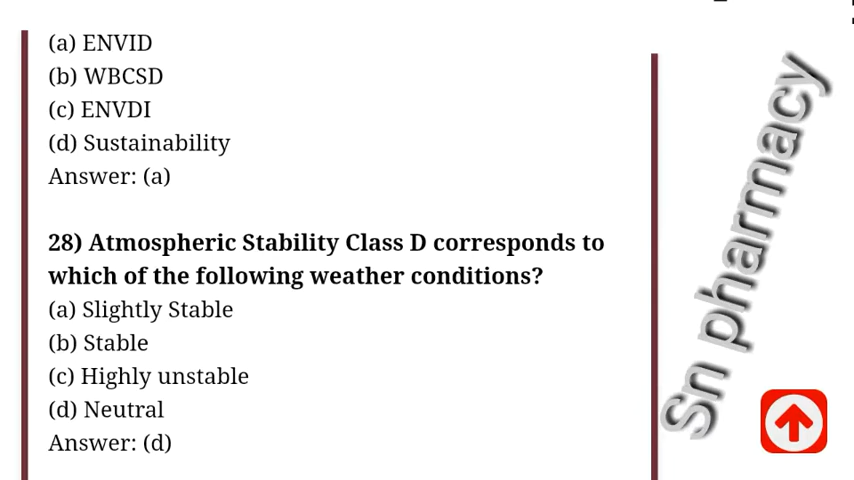 (a) ENVID
(b) WBCSD
(c) ENVDI
(d) Sustainability
Answer: (a)
28) Atmospheric Stability Class D corresponds to
which of the following weather conditions?
(a) Slightly Stable
(b) Stable
(c) Highly unstable
(d) Neutral
Answer: (d)
Sn pharmacy